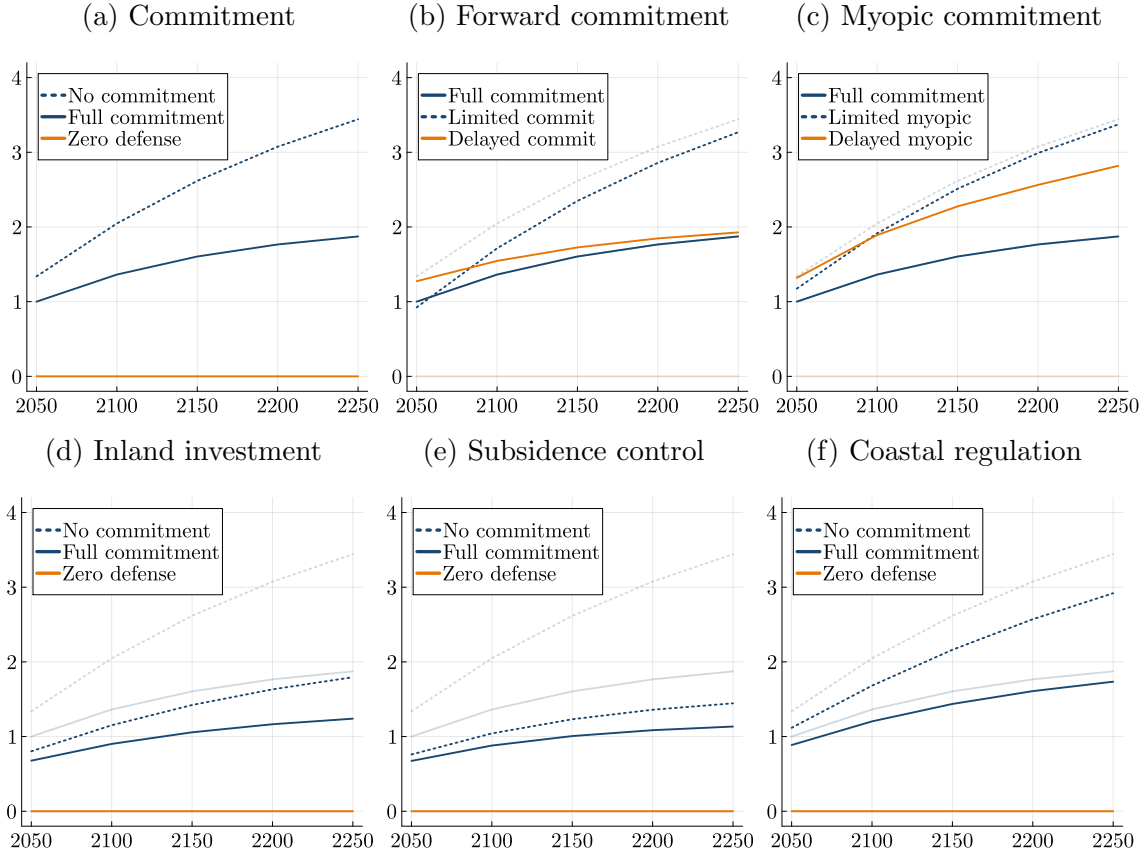 (a) Commitment
(b) Forward commitment
(c) Myopic commitment
4
3
2
1
0
No commitment
Full commitment
Zero defense
2050 2100 2150 2200 2250
4
3
2
1
0
Full commitment
Limited commit
Delayed commit
2050 2100 2150 2200 2250
4
3
2
1
0
Full commitment
Limited myopic
Delayed myopic
2050 2100 2150 2200 2250
(d) Inland investment
(e) Subsidence control
(f) Coastal regulation
4
3
2
1
0
No commitment
Full commitment
Zero defense
2050 2100 2150 2200 2250
4
3
2
1
0
No commitment
Full commitment
Zero defense
2050 2100 2150 2200 2250
4
3
2
1
0
No commitment
Full commitment
Zero defense
2050 2100 2150 2200 2250